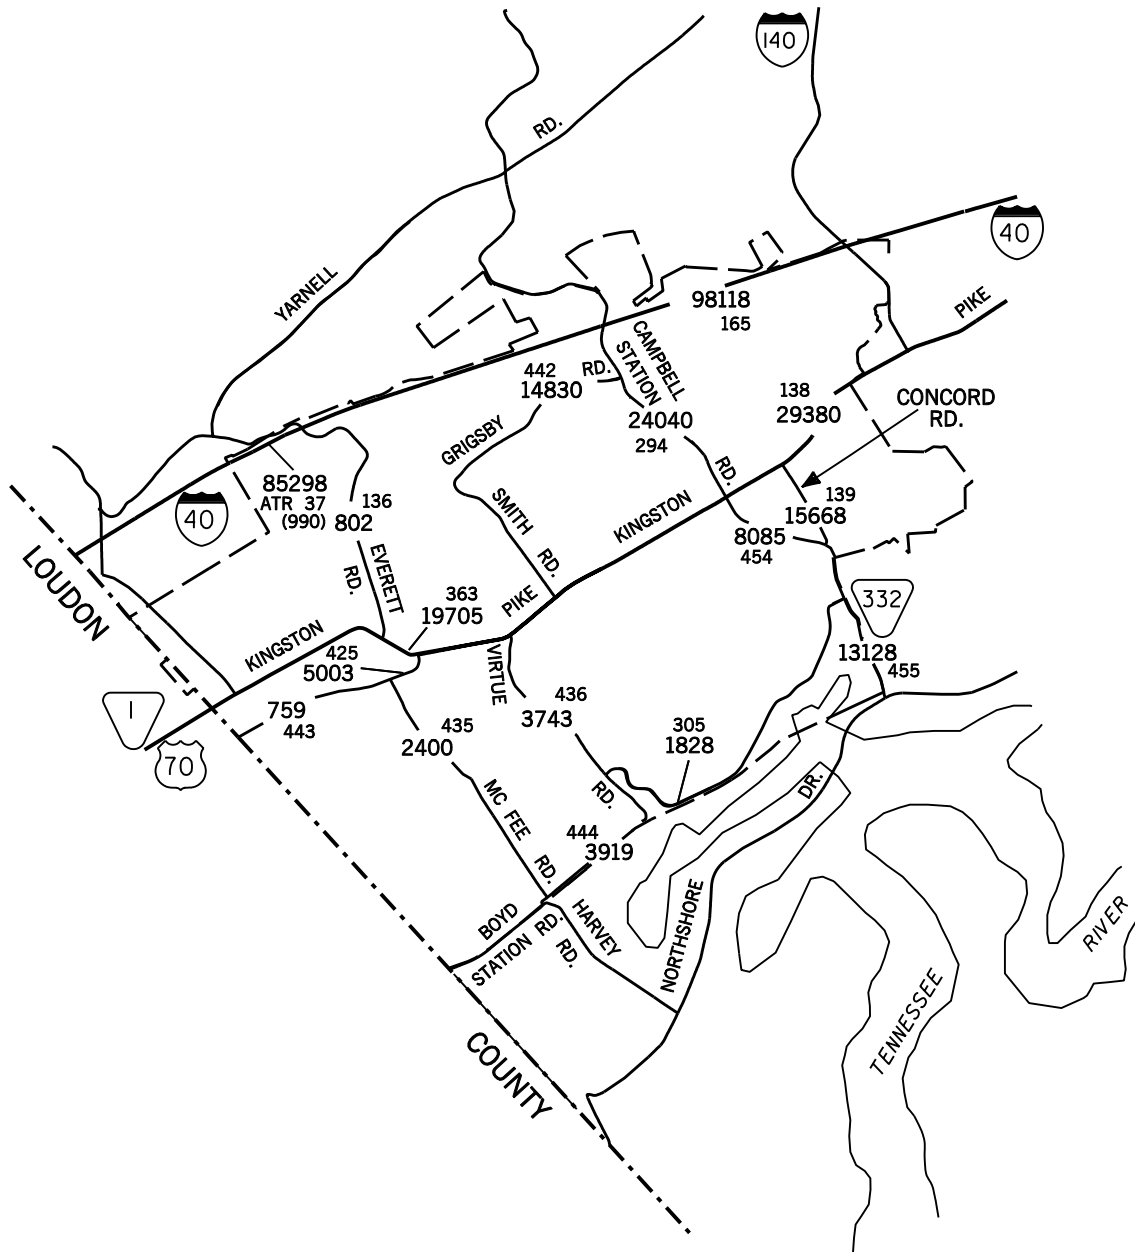 140
RD.
40
YARNELL
98118
165
PIKE
CAMPBELL
STATION
442
RD.
14830
138
29380
CONCORD
RD.
24040
294
GRIGSBY
RD.
85298
ATR 37
(990)
40
136
802
SMITH
RD.
KINGSTON
139
15668
8085
454
EVERETT
RD.
LOUDON
332
363
19705
PIKE
KINGSTON
425
5003
VIRTUE
13128
455
1
759
443
436
3743
435
2400
305
1828
70
RD.
DR.
MC FEE
RD.
444
3919
BOYD
STATION RD.
HARVEY
RD.
NORTHSHORE
RIVER
TENNESSEE
COUNTY